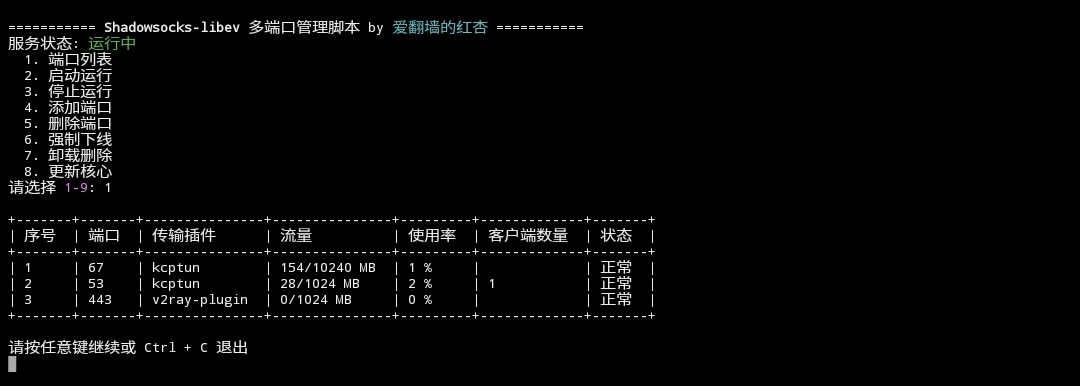 =========== Shadowsocks-libev 多端口管理脚本 by 爱翻墙的红杏 ===========
服务状态: 运行中
  1. 端口列表
  2. 启动运行
  3. 停止运行
  4. 添加端口
  5. 删除端口
  6. 强制下线
  7. 卸载删除
  8. 更新核心
请选择 1-9: 1

+-------+-------+---------------+---------------+---------+-------------+-------+
| 序号  | 端口  | 传输插件      | 流量          | 使用率  | 客户端数量  | 状态  |
+-------+-------+---------------+---------------+---------+-------------+-------+
| 1     | 67    | kcptun        | 154/10240 MB  | 1 %     |             | 正常  |
| 2     | 53    | kcptun        | 28/1024 MB    | 2 %     | 1           | 正常  |
| 3     | 443   | v2ray-plugin  | 0/1024 MB     | 0 %     |             | 正常  |
+-------+-------+---------------+---------------+---------+-------------+-------+

请按任意键继续或 Ctrl + C 退出